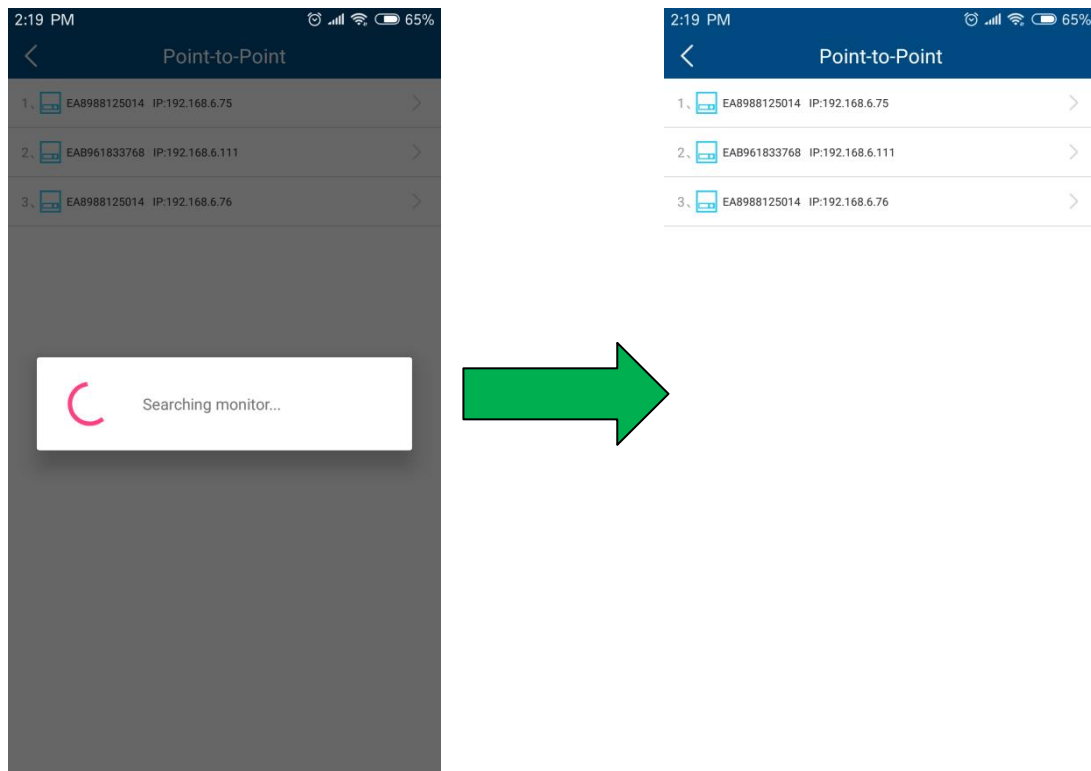 2:19 PM 65%
Point-to-Point
1、 EA8988125014 IP:192.168.6.75
2、 EAB961833768 IP:192.168.6.111
3、 EA8988125014 IP:192.168.6.76
Searching monitor...
2:19 PM 65%
Point-to-Point
1、 EA8988125014 IP:192.168.6.75
2、 EAB961833768 IP:192.168.6.111
3、 EA8988125014 IP:192.168.6.76